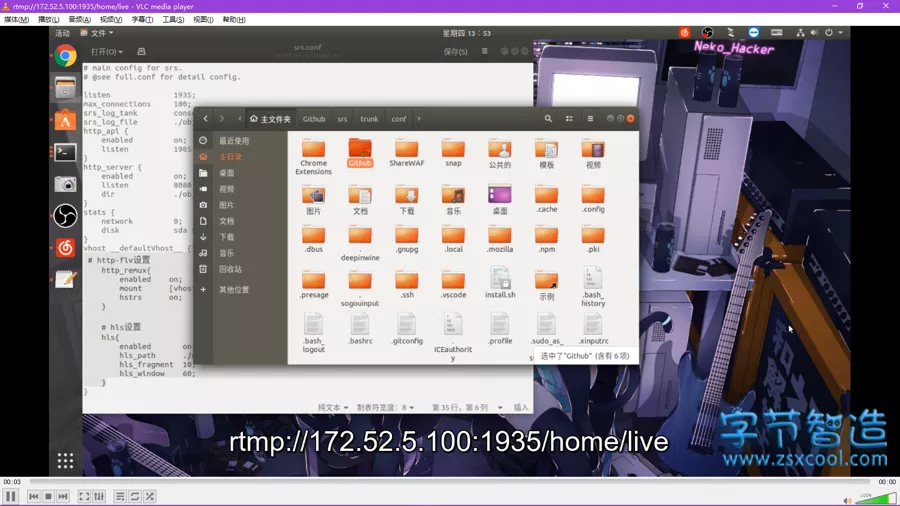 rtmp://172.52.5.100:1935/home/live - VLC media player
媒体(M) 播放(L) 音频(A) 视频(V) 字幕(T) 工具(S) 视图(I) 帮助(H)
活动 文件 星期四 13：53
打开(O) srs.conf 保存(S)
# main config for srs.
# @see full.conf for detail config.
listen 1935;
max_connections 100;
srs_log_tank
srs_log_file ./ob
http_api {
enabled on;
listen 1985
}
http_server {
enabled on;
listen 8080
dir ./ob
}
stats {
network 0;
disk sda s
}
vhost __defaultVhost__ {
# http-flv设置
http_remux{
enabled on;
mount [vhos
hstrs on;
}
# hls设置
hls{
enabled on
hls_path ./
hls_fragment 10;
hls_window 60;
}
}
纯文本 制表符宽度：8 第 35 行，第 6 列 插入
主文件夹 Github srs trunk conf
最近使用
主目录
桌面
视频
图片
文档
下载
音乐
回收站
其他位置
Chrome Extensions Github ShareWAF snap 公共的 模板 视频
图片 文档 下载 音乐 桌面 .cache .config
.dbus .deepinwine .gnupg .local .mozilla .npm .pki
.presage .sogouinput .ssh .vscode install.sh 示例 .bash_history
.bash_logout .bashrc .gitconfig .ICEauthority .profile .sudo_as_ .xinputrc
选中了"Github" (含有 6 项)
Neko_Hacker
rtmp://172.52.5.100:1935/home/live
字节智造
www.zsxcool.com
00:03 00:00
100%